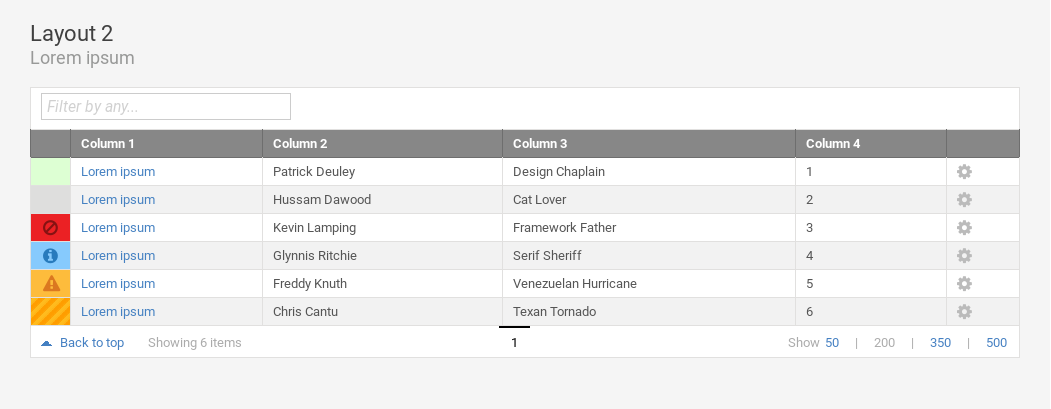 Layout 2
Lorem ipsum
Filter by any...
Column 1 Column 2 Column 3 Column 4
Lorem ipsum Patrick Deuley Design Chaplain 1
Lorem ipsum Hussam Dawood Cat Lover 2
Lorem ipsum Kevin Lamping Framework Father 3
Lorem ipsum Glynnis Ritchie Serif Sheriff 4
Lorem ipsum Freddy Knuth Venezuelan Hurricane 5
Lorem ipsum Chris Cantu Texan Tornado 6
Back to top Showing 6 items 1 Show 50 | 200 | 350 | 500